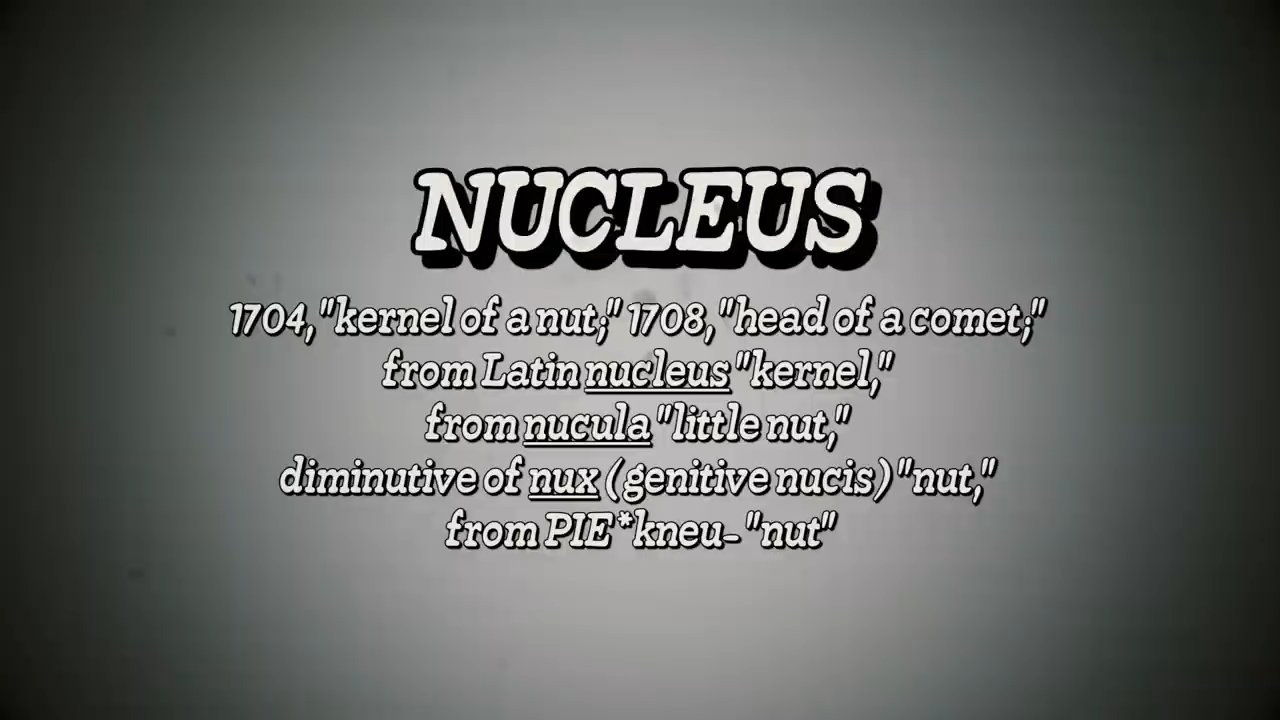 NUCLEUS
1704, "kernel of a nut;" 1708, "head of a comet;"
from Latin nucleus "kernel,"
from nucula "little nut,"
diminutive of nux (genitive nucis) "nut,"
from PIE *kneu- "nut"